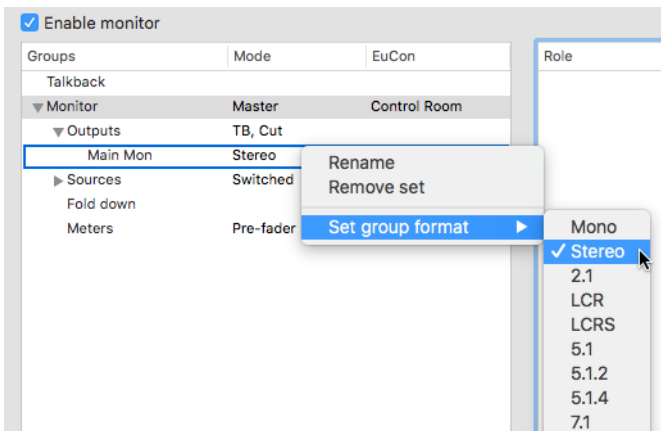 Enable monitor
Groups Mode EuCon Role
Talkback
Monitor Master Control Room
Outputs TB, Cut
Main Mon Stereo
Sources Switched
Fold down
Meters Pre-fader
Rename
Remove set
Set group format
Mono
Stereo
2.1
LCR
LCRS
5.1
5.1.2
5.1.4
7.1